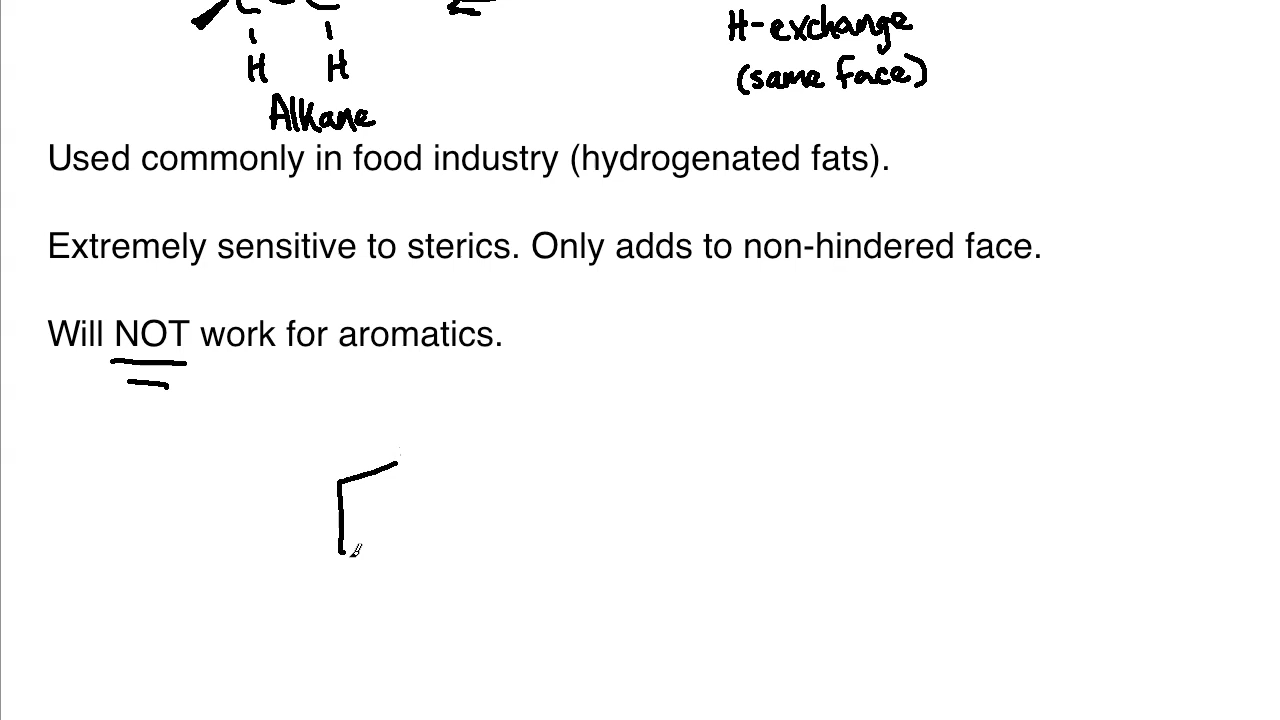 C C
H-exchange
H H
(same face)
Alkane
Used commonly in food industry (hydrogenated fats).
Extremely sensitive to sterics. Only adds to non-hindered face.
Will NOT work for aromatics.